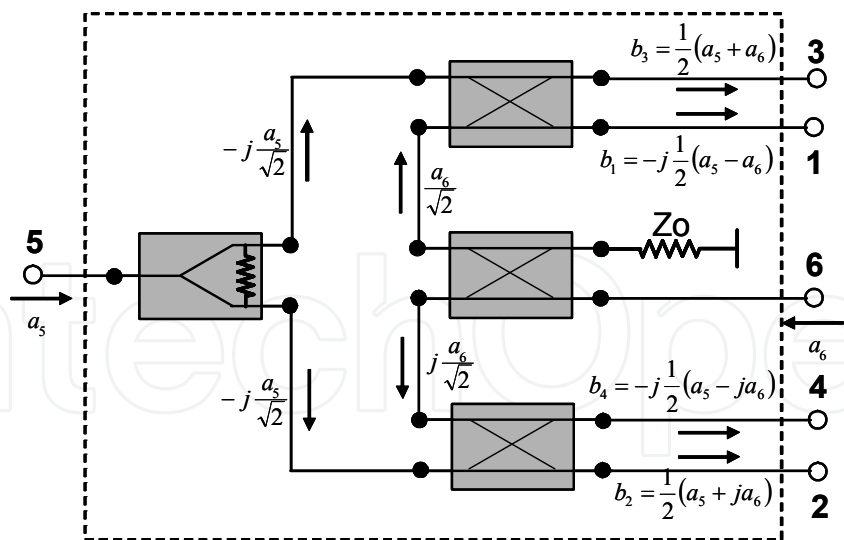 b₃ = 1/2 (a₅ + a₆)
3
-j a₅/√2
b₁ = -j 1/2 (a₅ - a₆)
1
a₆/√2
5
Zo
6
a₅
a₆
j a₆/√2
-j a₅/√2
b₄ = -j 1/2 (a₅ - ja₆)
4
b₂ = 1/2 (a₅ + ja₆)
2